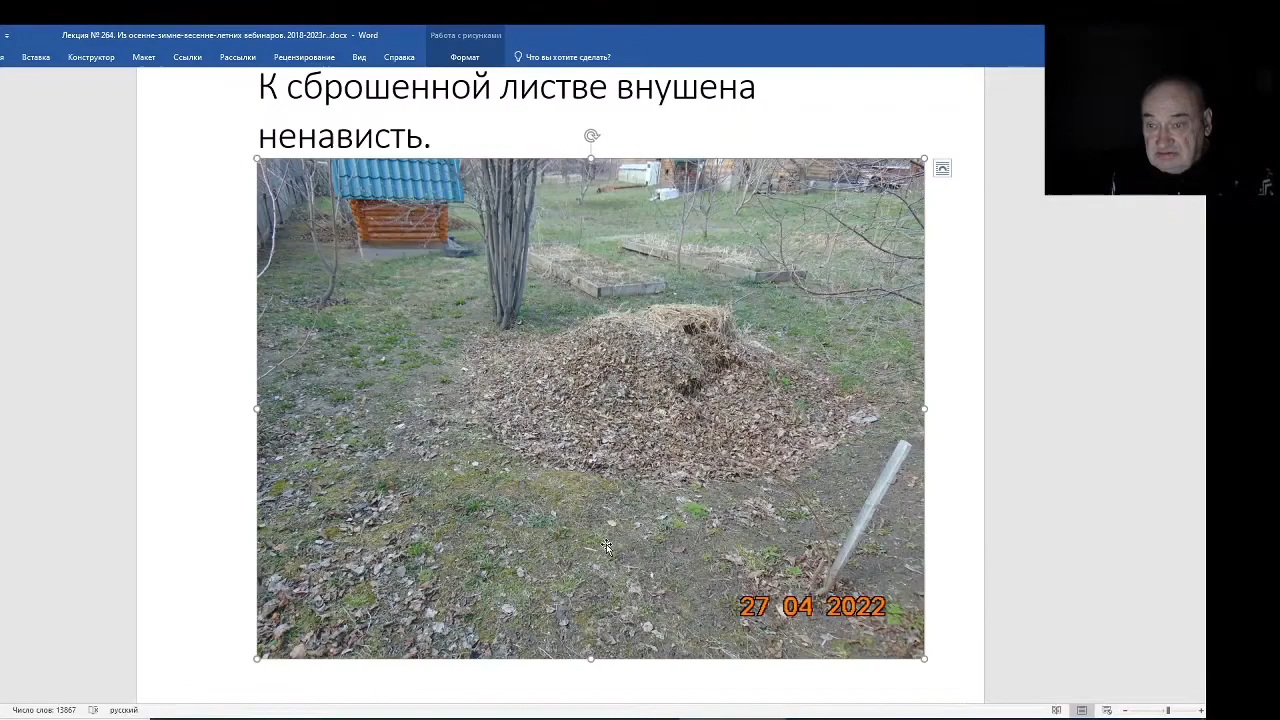 Лекция № 264. Из осенне-зимне-весенне-летних вебинаров. 2018-2023г..docx - Word
Работа с рисунками
я Вставка Конструктор Макет Ссылки Рассылки Рецензирование Вид Справка Формат Что вы хотите сделать?
К сброшенной листве внушена
ненависть.
27 04 2022
Число слов: 13867 русский